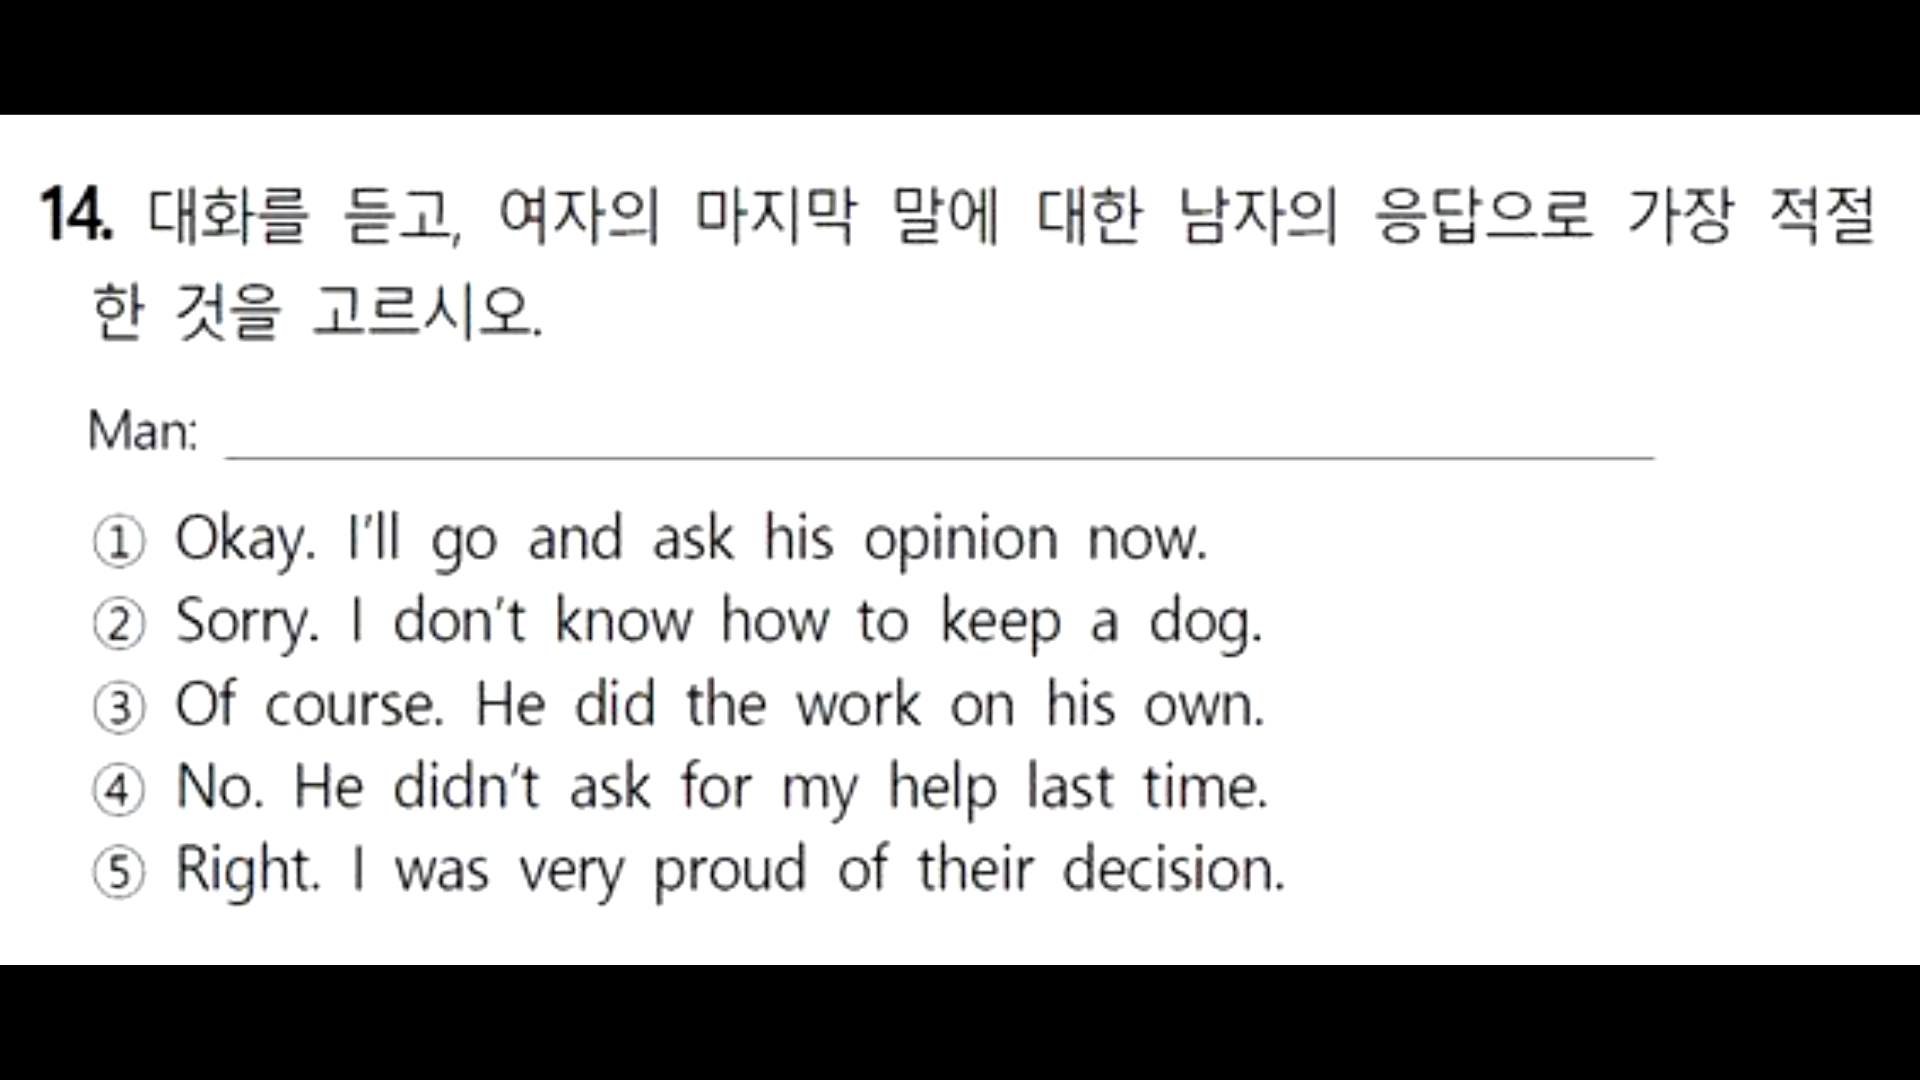 14. 대화를 듣고, 여자의 마지막 말에 대한 남자의 응답으로 가장 적절
한 것을 고르시오.
Man:
① Okay. I'll go and ask his opinion now.
② Sorry. I don't know how to keep a dog.
③ Of course. He did the work on his own.
④ No. He didn't ask for my help last time.
⑤ Right. I was very proud of their decision.